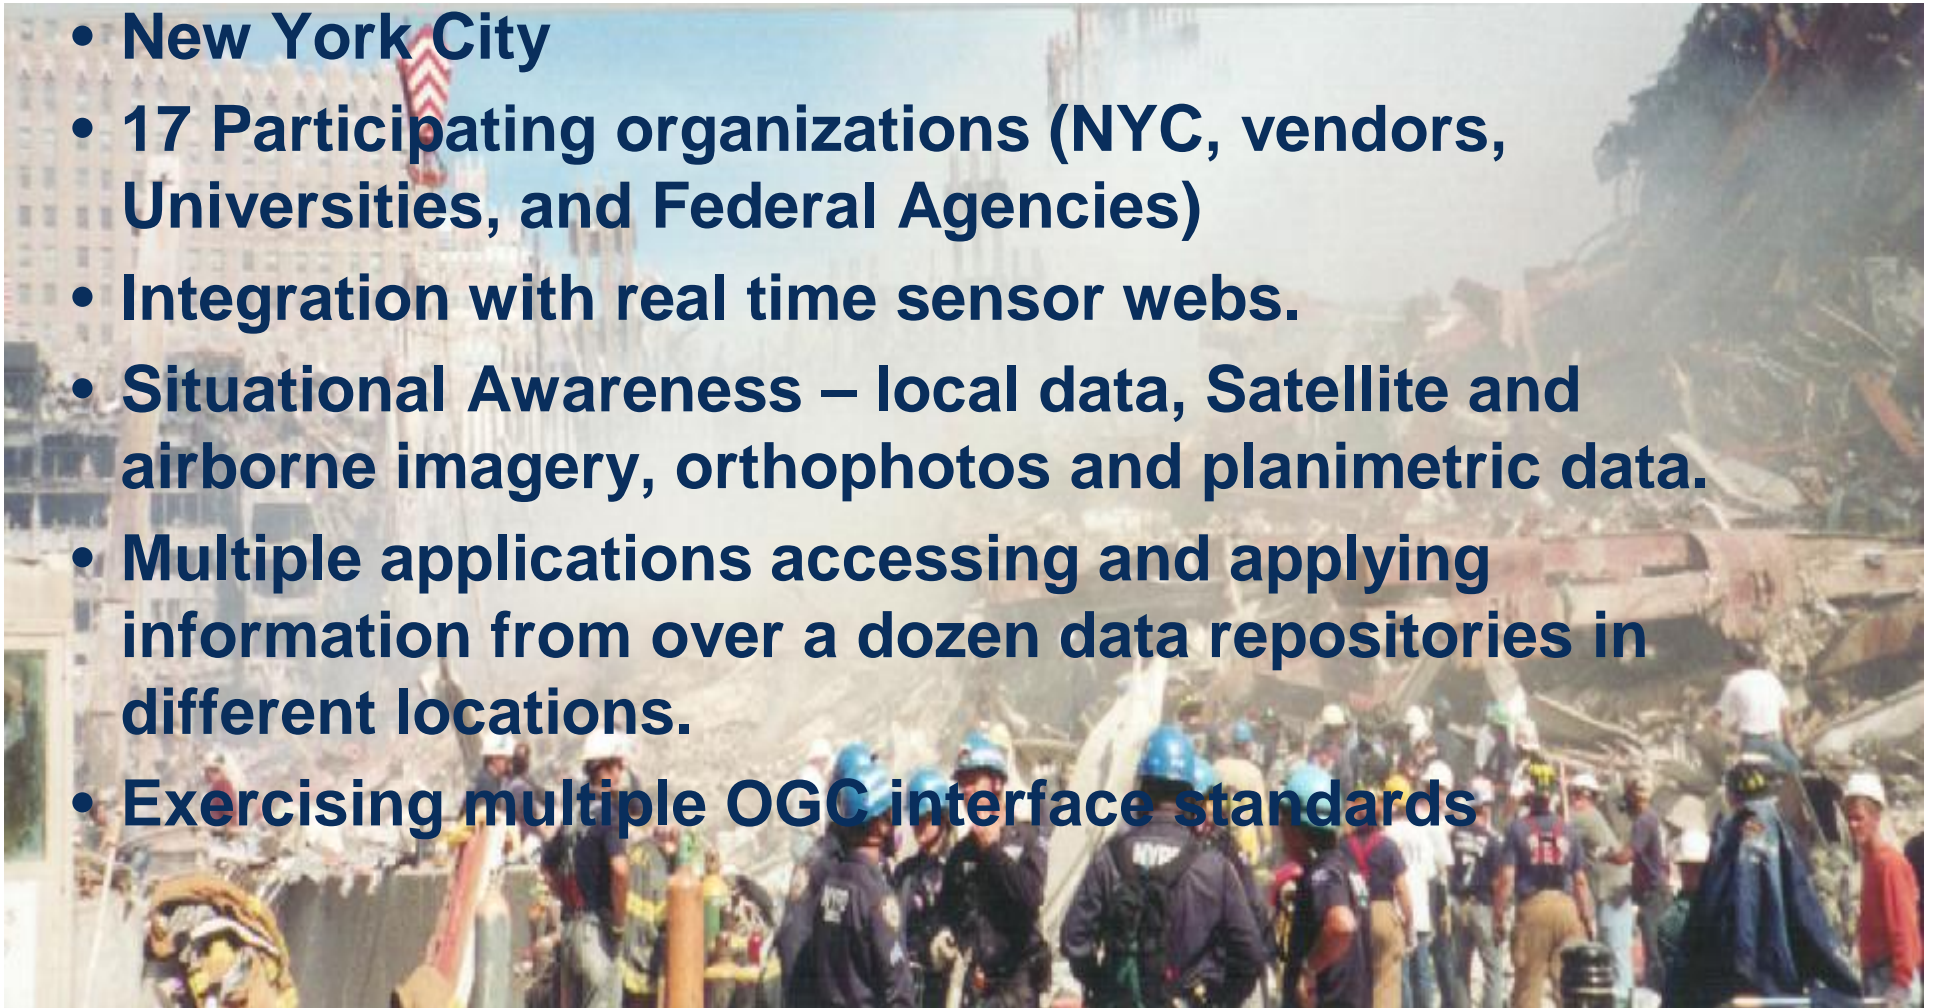 • New York City
• 17 Participating organizations (NYC, vendors,
Universities, and Federal Agencies)
• Integration with real time sensor webs.
• Situational Awareness – local data, Satellite and
airborne imagery, orthophotos and planimetric data.
• Multiple applications accessing and applying
information from over a dozen data repositories in
different locations.
• Exercising multiple OGC interface standards